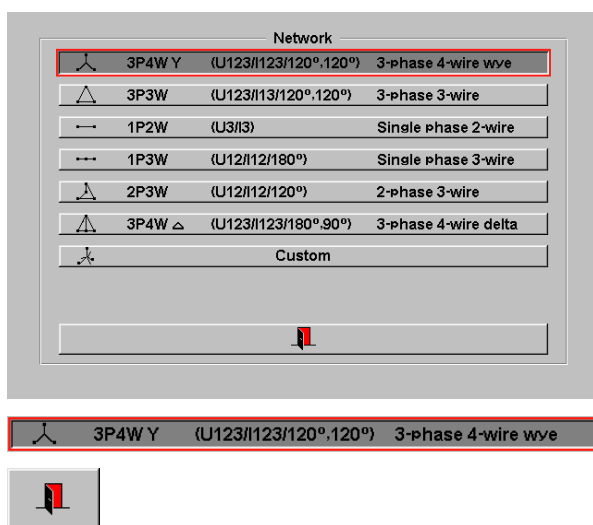 Network
3P4W Y (U123/I123/120º,120º) 3-phase 4-wire wye
3P3W (U123/I13/120º,120º) 3-phase 3-wire
1P2W (U3/I3) Single phase 2-wire
1P3W (U12/I12/180º) Single phase 3-wire
2P3W (U12/I12/120º) 2-phase 3-wire
3P4W △ (U123/I123/180º,90º) 3-phase 4-wire delta
Custom
3P4W Y (U123/I123/120º,120º) 3-phase 4-wire wye